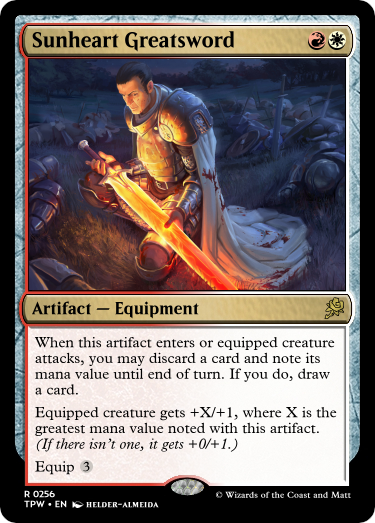 Sunheart Greatsword
Artifact — Equipment
When this artifact enters or equipped creature
attacks, you may discard a card and note its
mana value until end of turn. If you do, draw
a card.
Equipped creature gets +X/+1, where X is the
greatest mana value noted with this artifact.
(If there isn't one, it gets +0/+1.)
Equip 3
R 0256
TPW • EN HELDER-ALMEIDA
© Wizards of the Coast and Matt